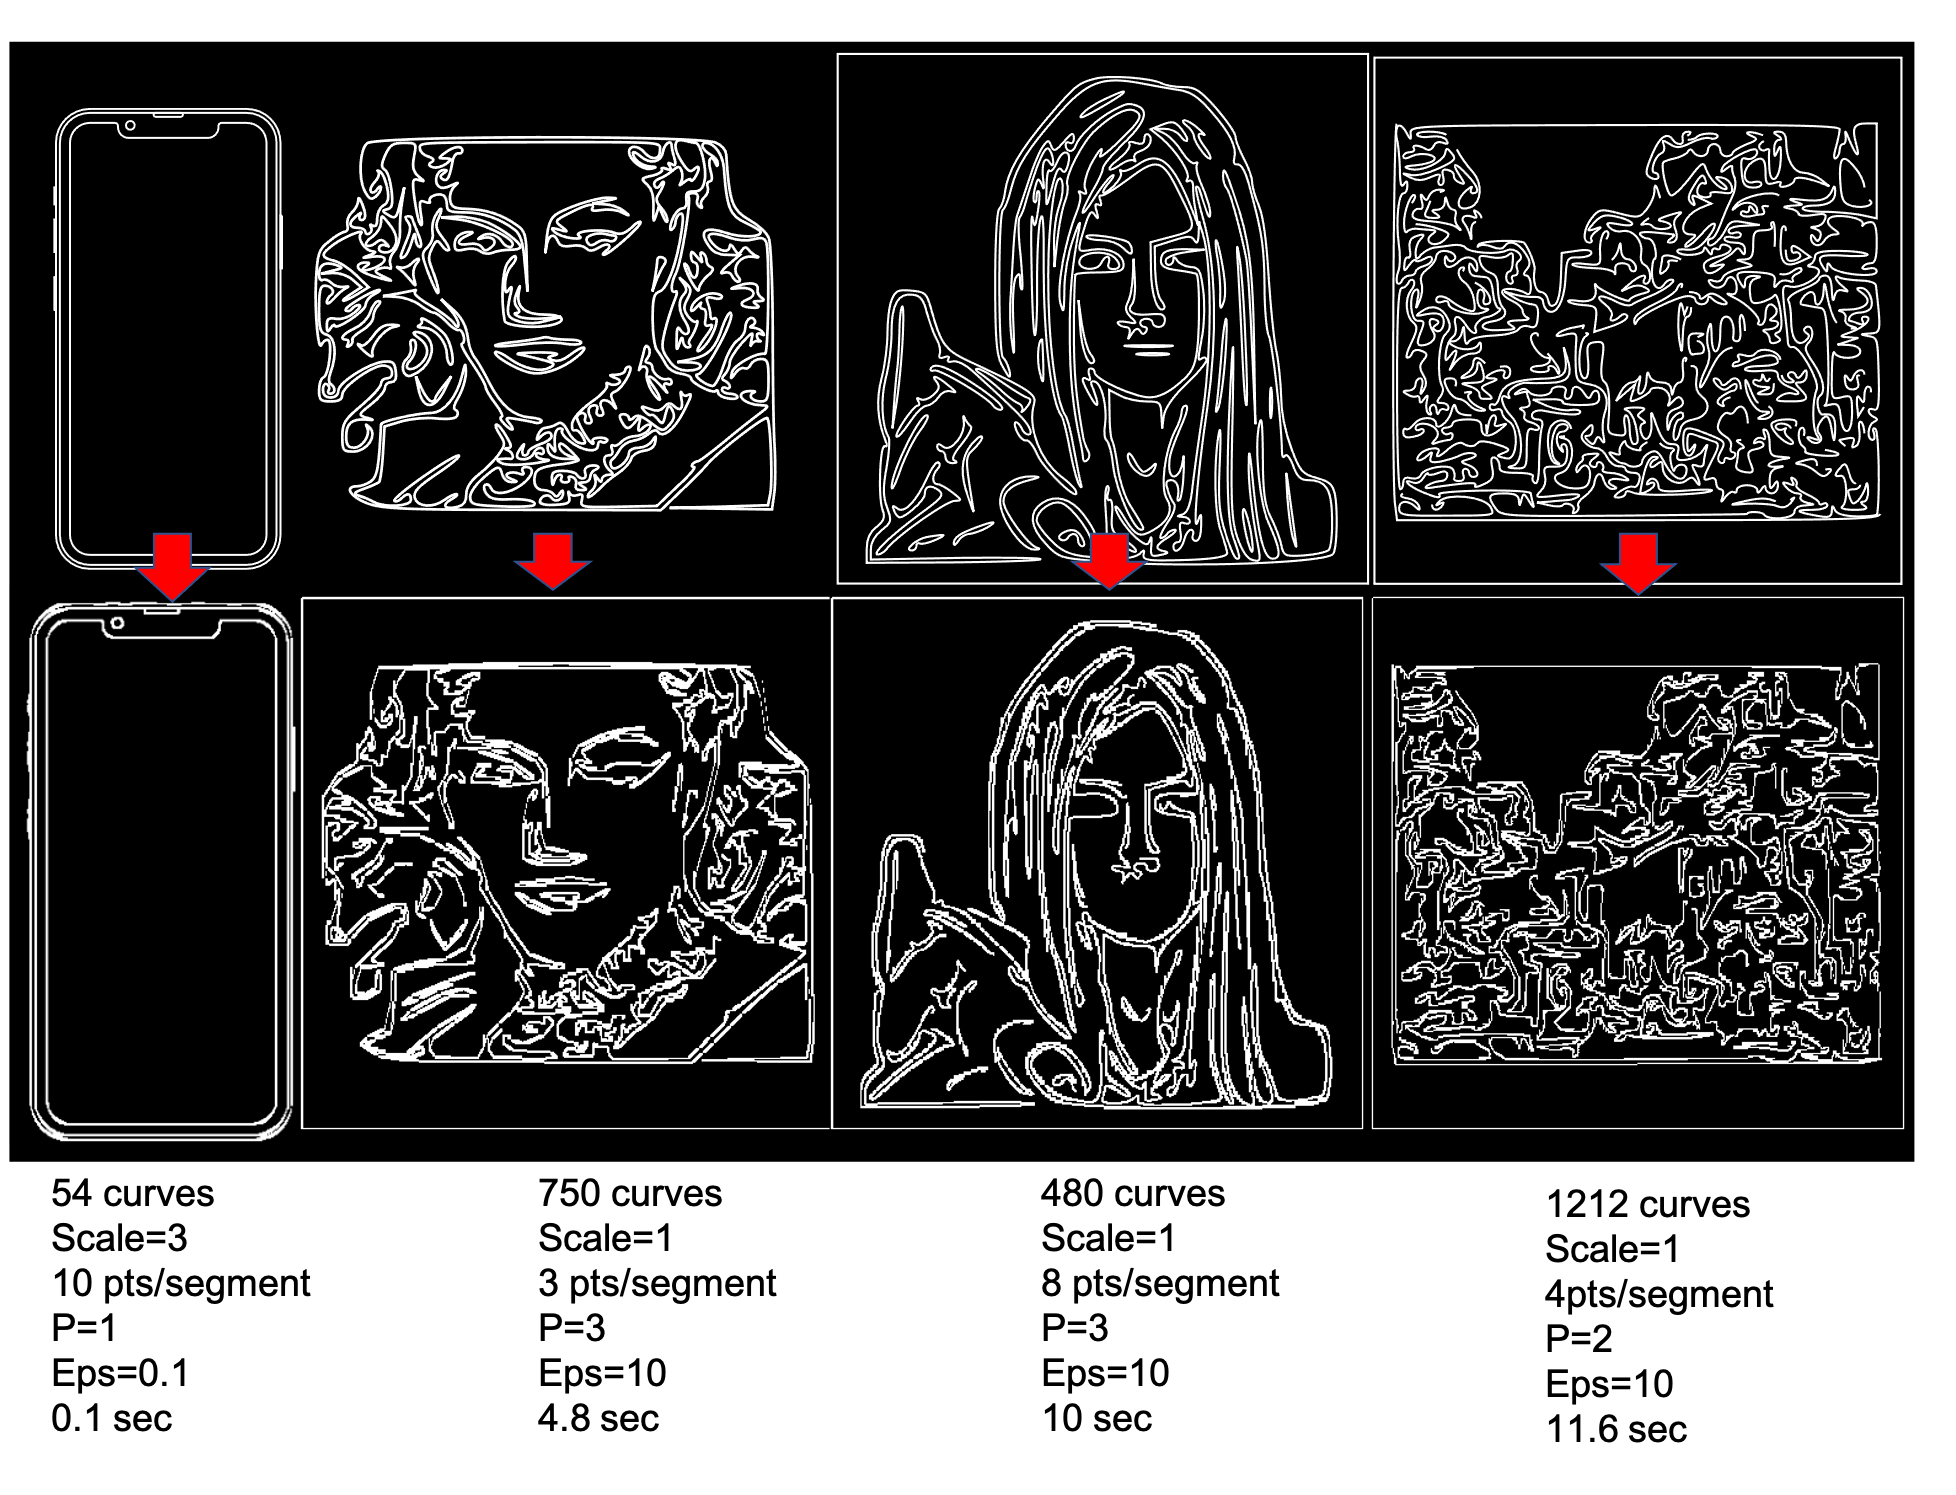 54 curves
Scale=3
10 pts/segment
P=1
Eps=0.1
0.1 sec
750 curves
Scale=1
3 pts/segment
P=3
Eps=10
4.8 sec
480 curves
Scale=1
8 pts/segment
P=3
Eps=10
10 sec
1212 curves
Scale=1
4pts/segment
P=2
Eps=10
11.6 sec